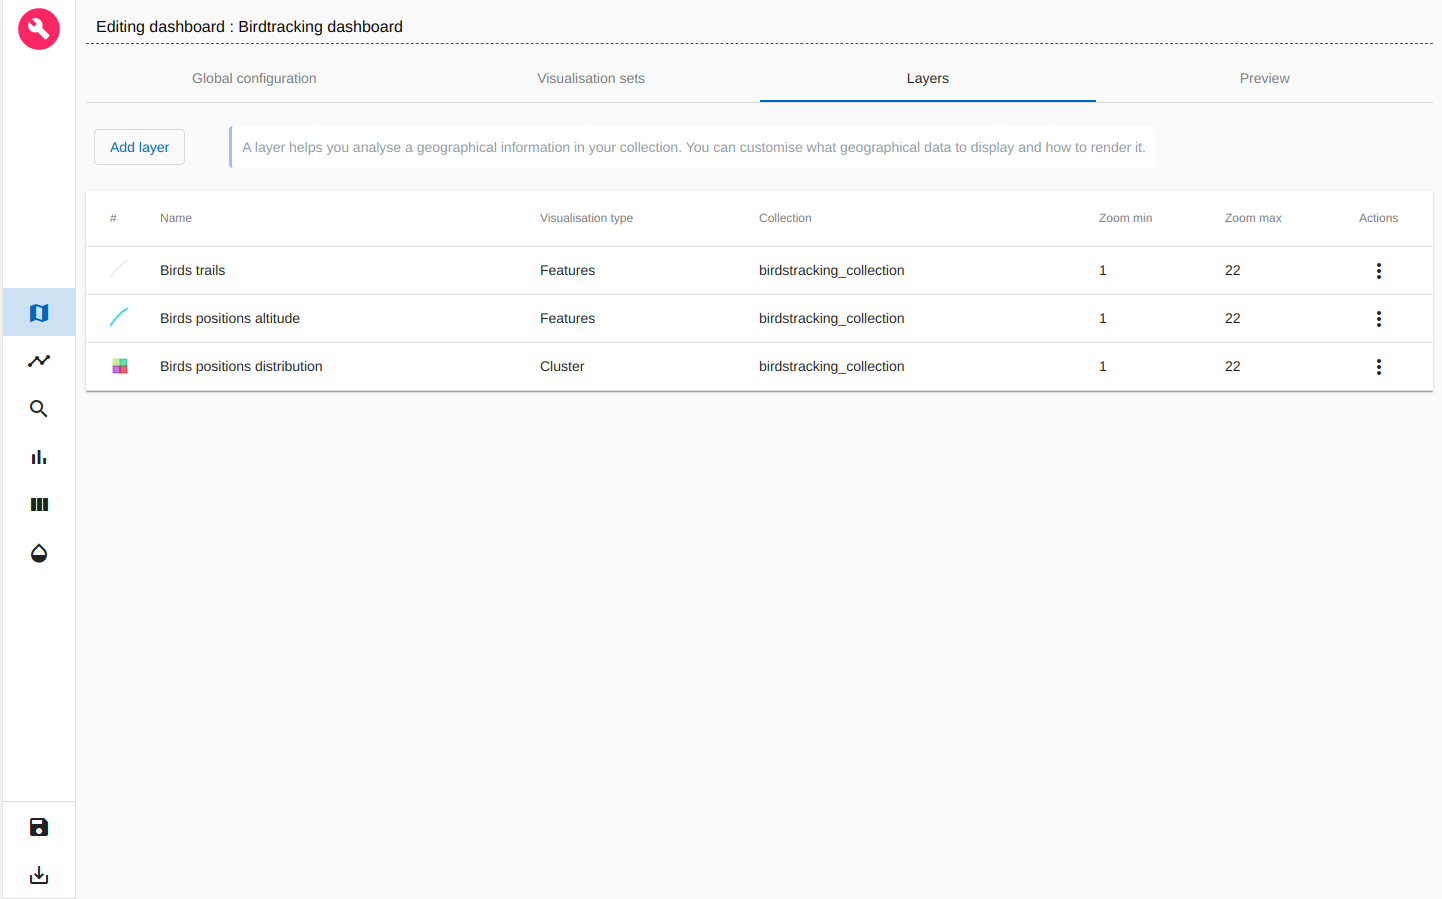 Editing dashboard : Birdtracking dashboard
Global configuration Visualisation sets Layers Preview
Add layer A layer helps you analyse a geographical information in your collection. You can customise what geographical data to display and how to render it.
# Name Visualisation type Collection Zoom min Zoom max Actions
Birds trails Features birdstracking_collection 1 22
Birds positions altitude Features birdstracking_collection 1 22
Birds positions distribution Cluster birdstracking_collection 1 22